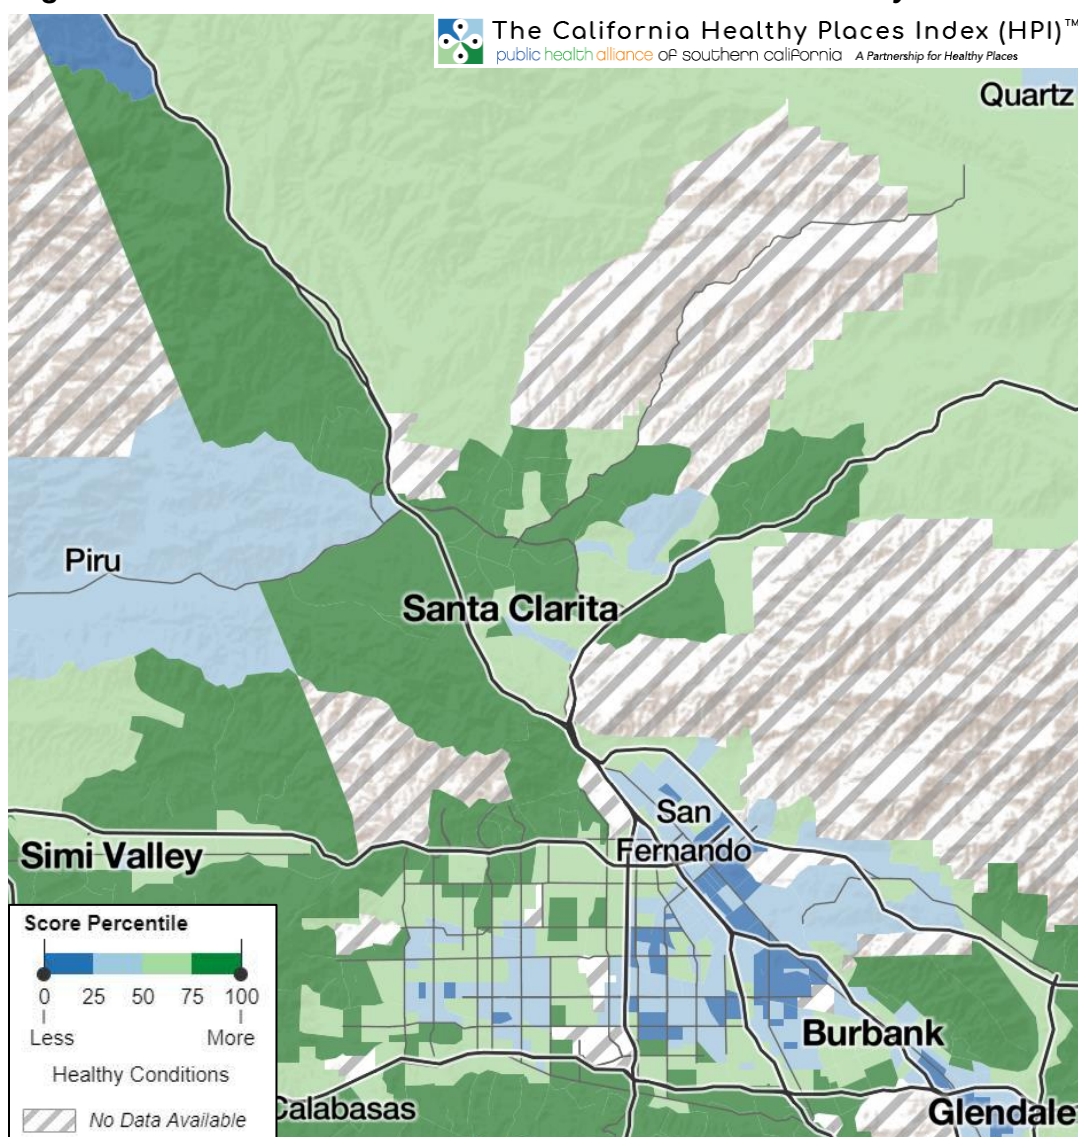 The California Healthy Places Index (HPI)™
public health alliance of southern california A Partnership for Healthy Places
Quartz
Piru
Santa Clarita
San
Fernando
Simi Valley
Burbank
Calabasas
Glendale
Score Percentile
0 25 50 75 100
Less More
Healthy Conditions
No Data Available